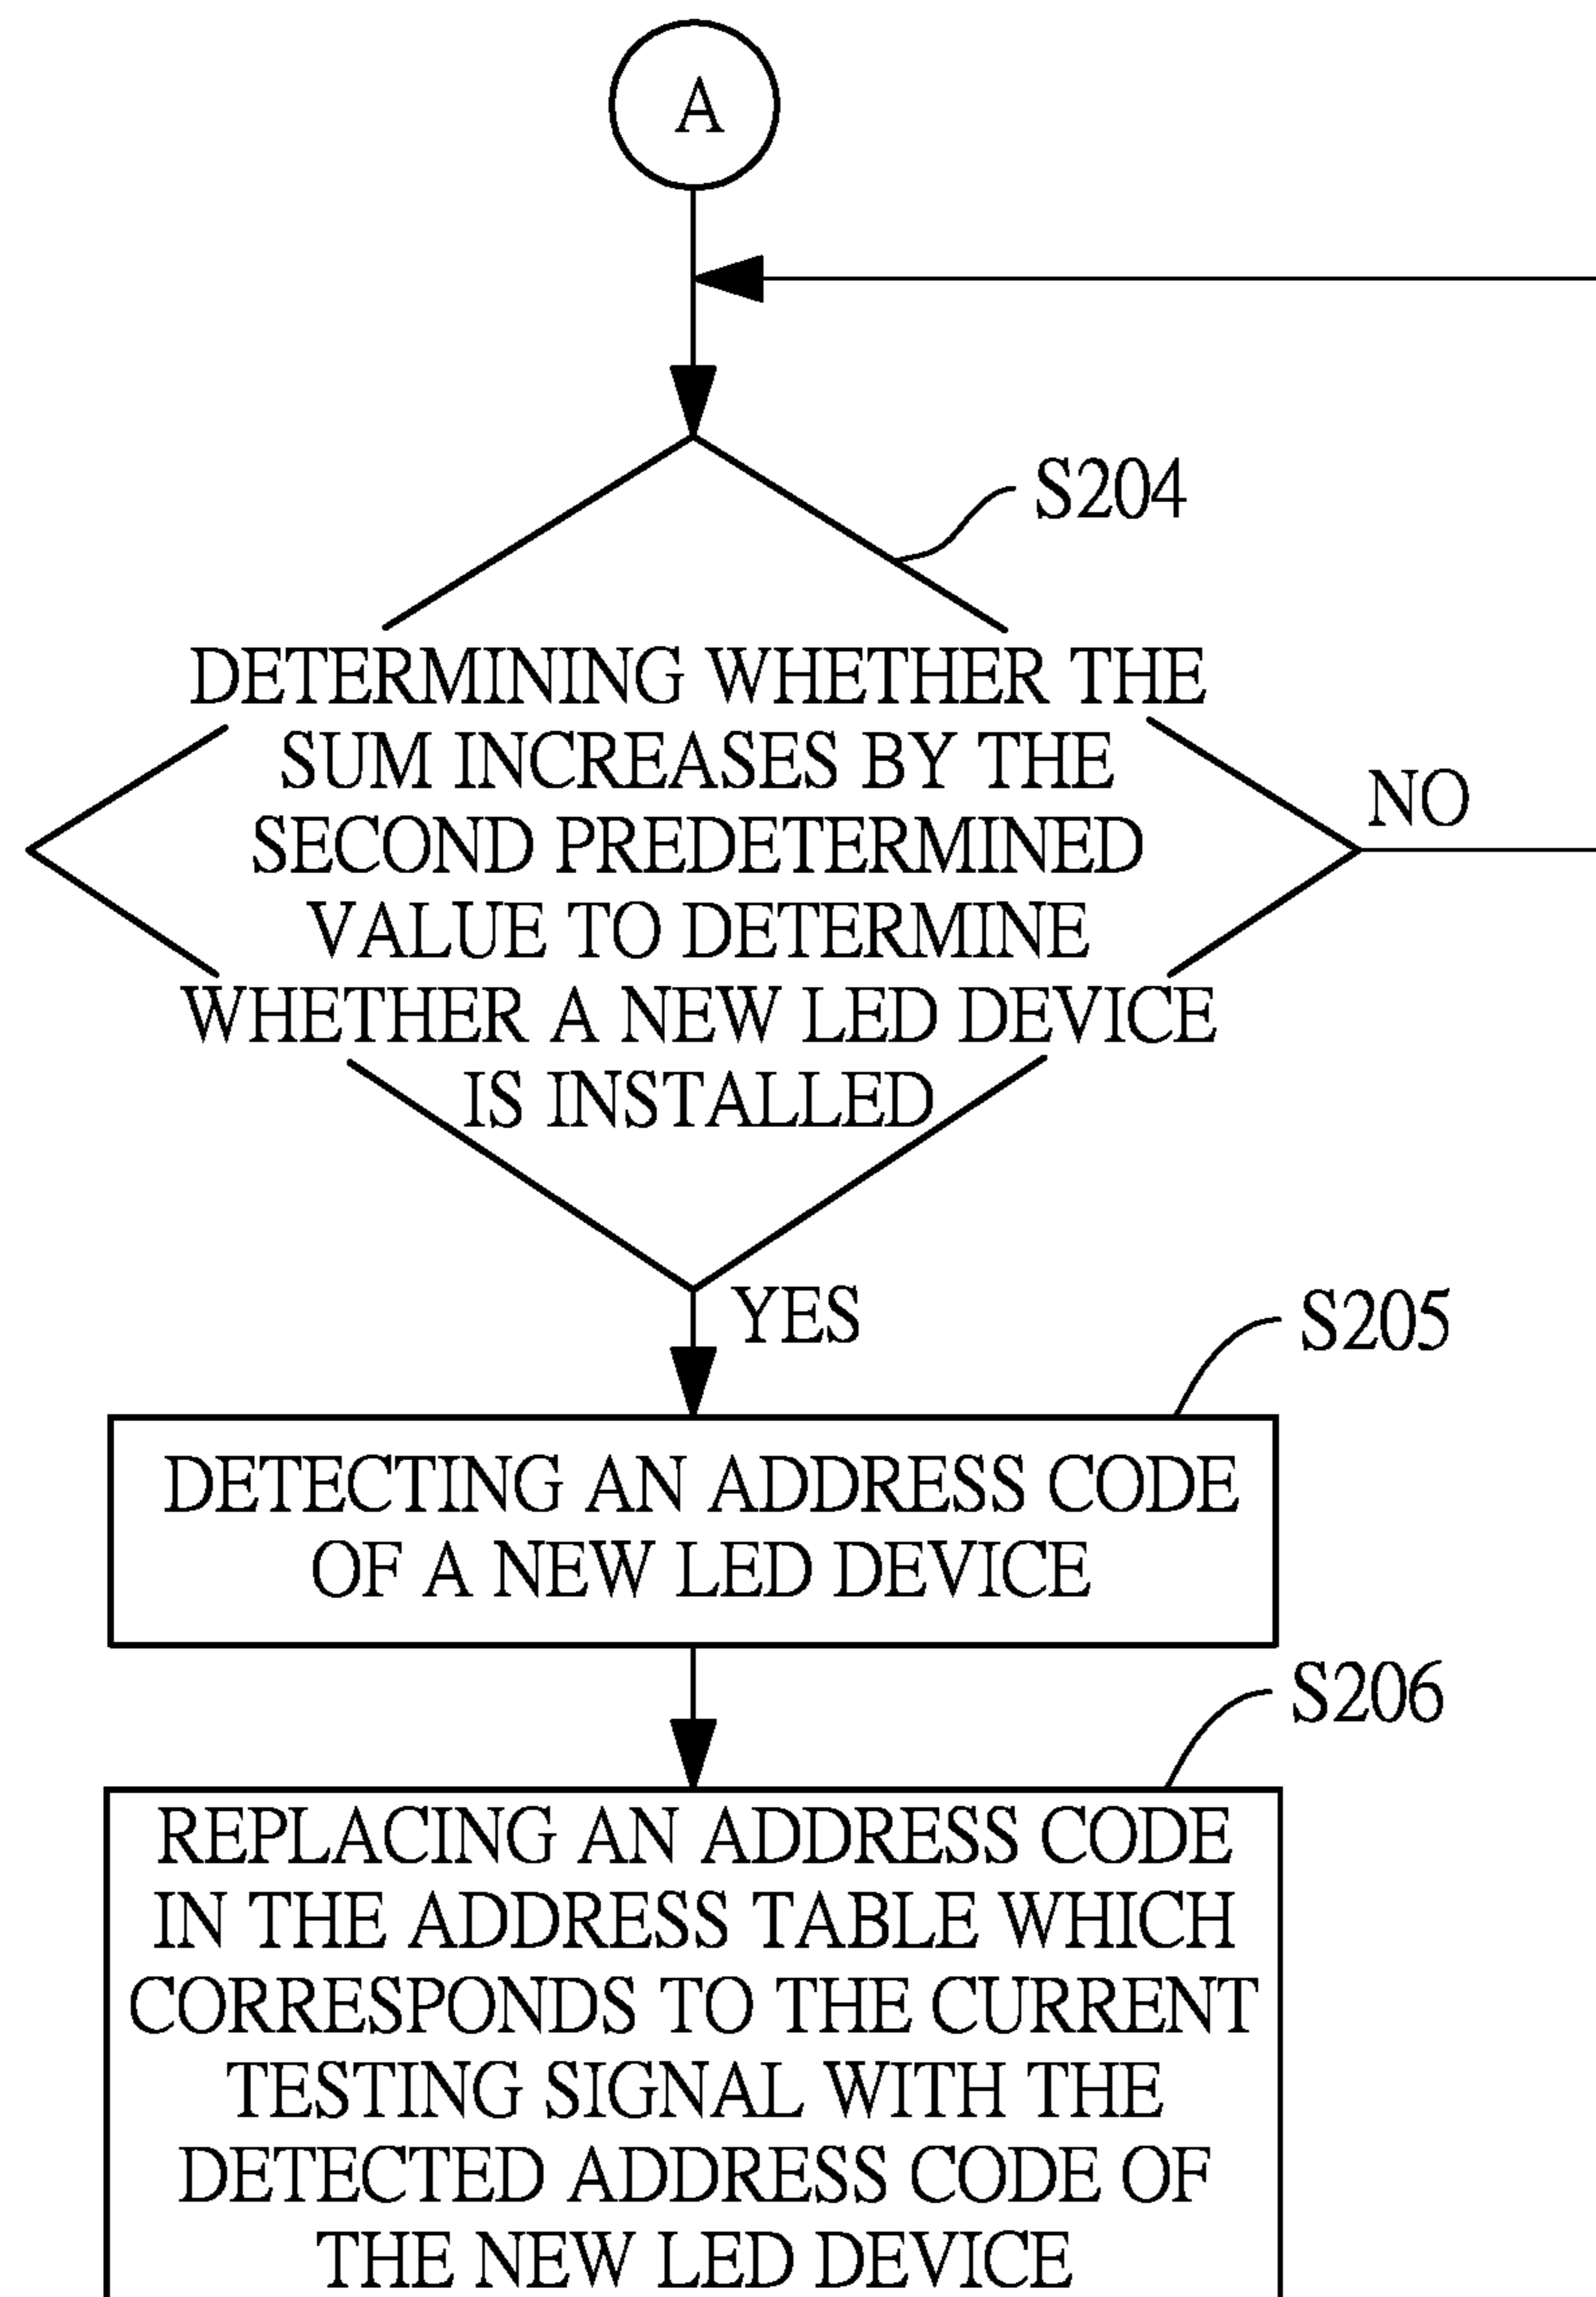 A
S204
DETERMINING WHETHER THE
SUM INCREASES BY THE
SECOND PREDETERMINED
VALUE TO DETERMINE
WHETHER A NEW LED DEVICE
IS INSTALLED
NO
YES
S205
DETECTING AN ADDRESS CODE
OF A NEW LED DEVICE
S206
REPLACING AN ADDRESS CODE
IN THE ADDRESS TABLE WHICH
CORRESPONDS TO THE CURRENT
TESTING SIGNAL WITH THE
DETECTED ADDRESS CODE OF
THE NEW LED DEVICE